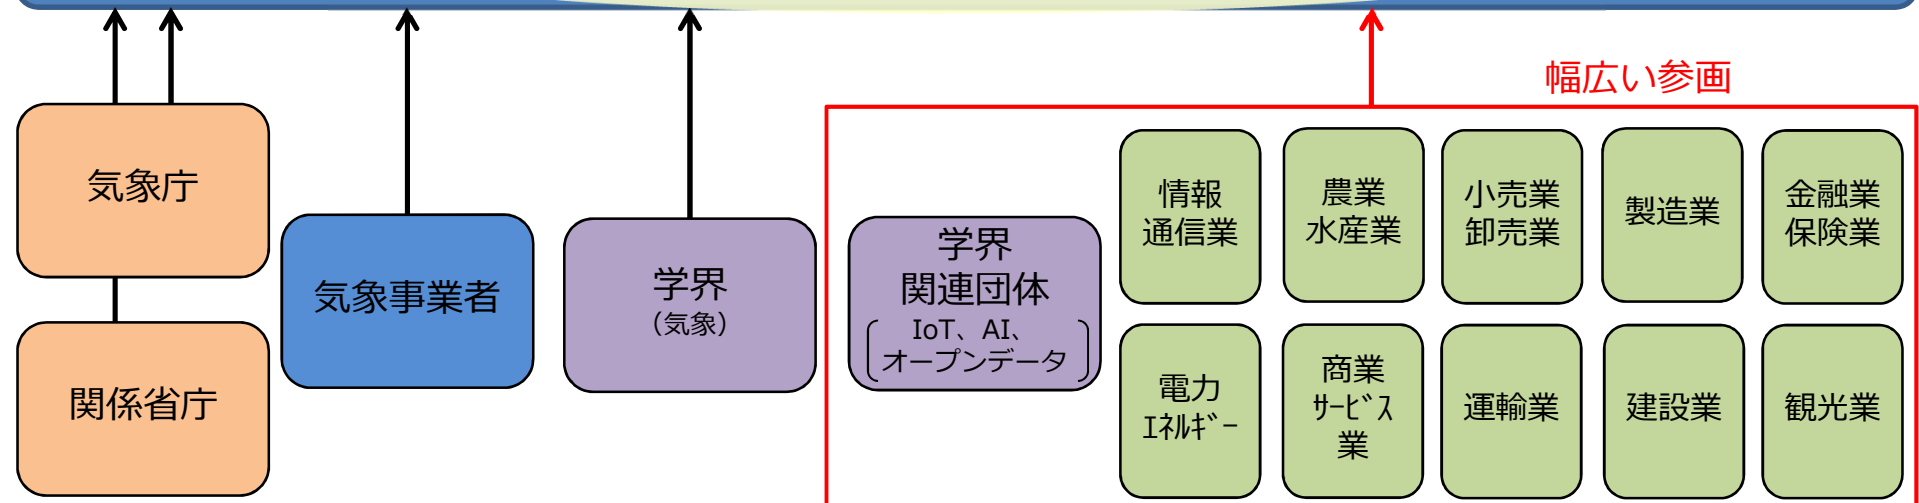 幅広い参画
気象庁
関係省庁
気象事業者
学界
（気象）
学界
関連団体
IoT、AI、
オープンデータ
情報
通信業
農業
水産業
小売業
卸売業
製造業
金融業
保険業
電力
ｴﾈﾙｷﾞｰ
商業
ｻｰﾋﾞｽ
業
運輸業
建設業
観光業